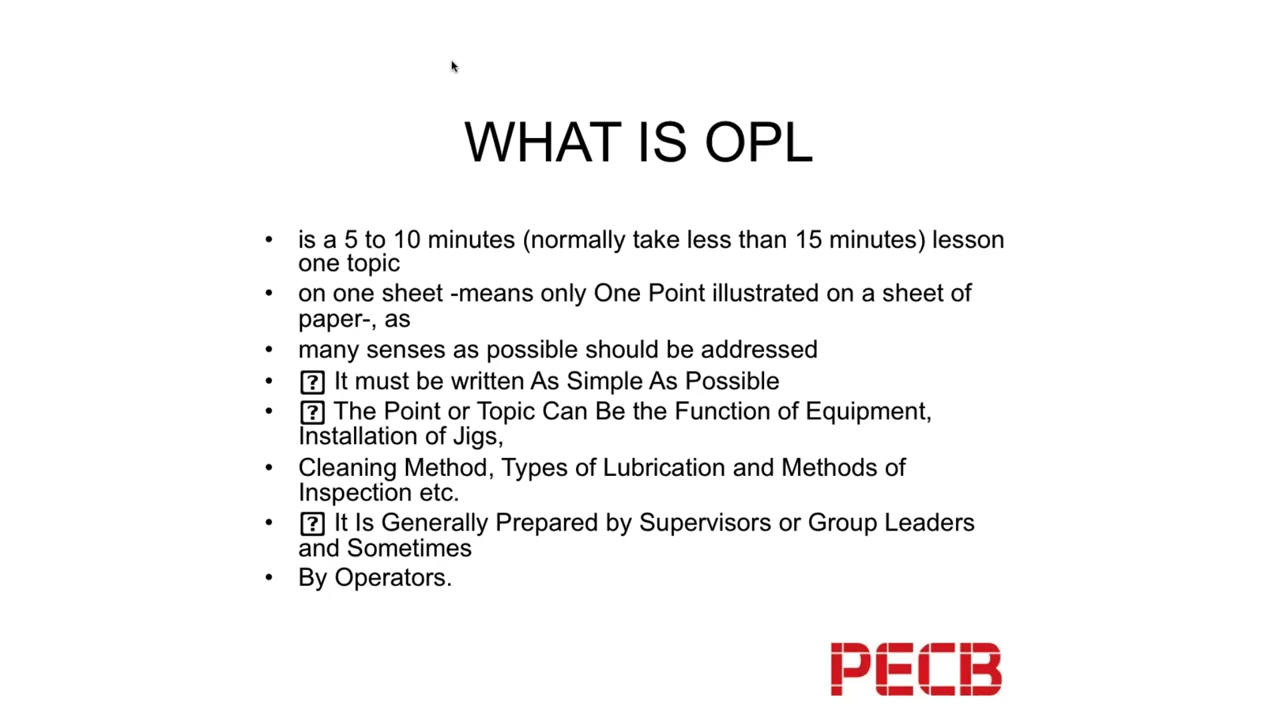 WHAT IS OPL
• is a 5 to 10 minutes (normally take less than 15 minutes) lesson
one topic
• on one sheet -means only One Point illustrated on a sheet of
paper-, as
• many senses as possible should be addressed
• ⍰ It must be written As Simple As Possible
• ⍰ The Point or Topic Can Be the Function of Equipment,
Installation of Jigs,
• Cleaning Method, Types of Lubrication and Methods of
Inspection etc.
• ⍰ It Is Generally Prepared by Supervisors or Group Leaders
and Sometimes
• By Operators.
PECB